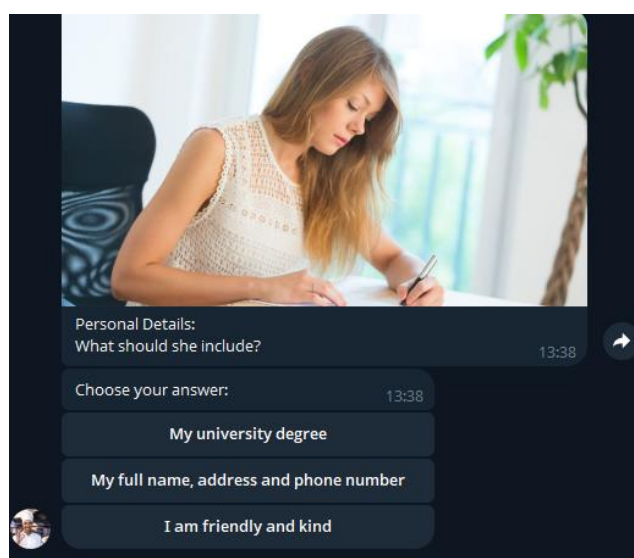 Personal Details:
What should she include?
13:38
Choose your answer:
13:38
My university degree
My full name, address and phone number
I am friendly and kind